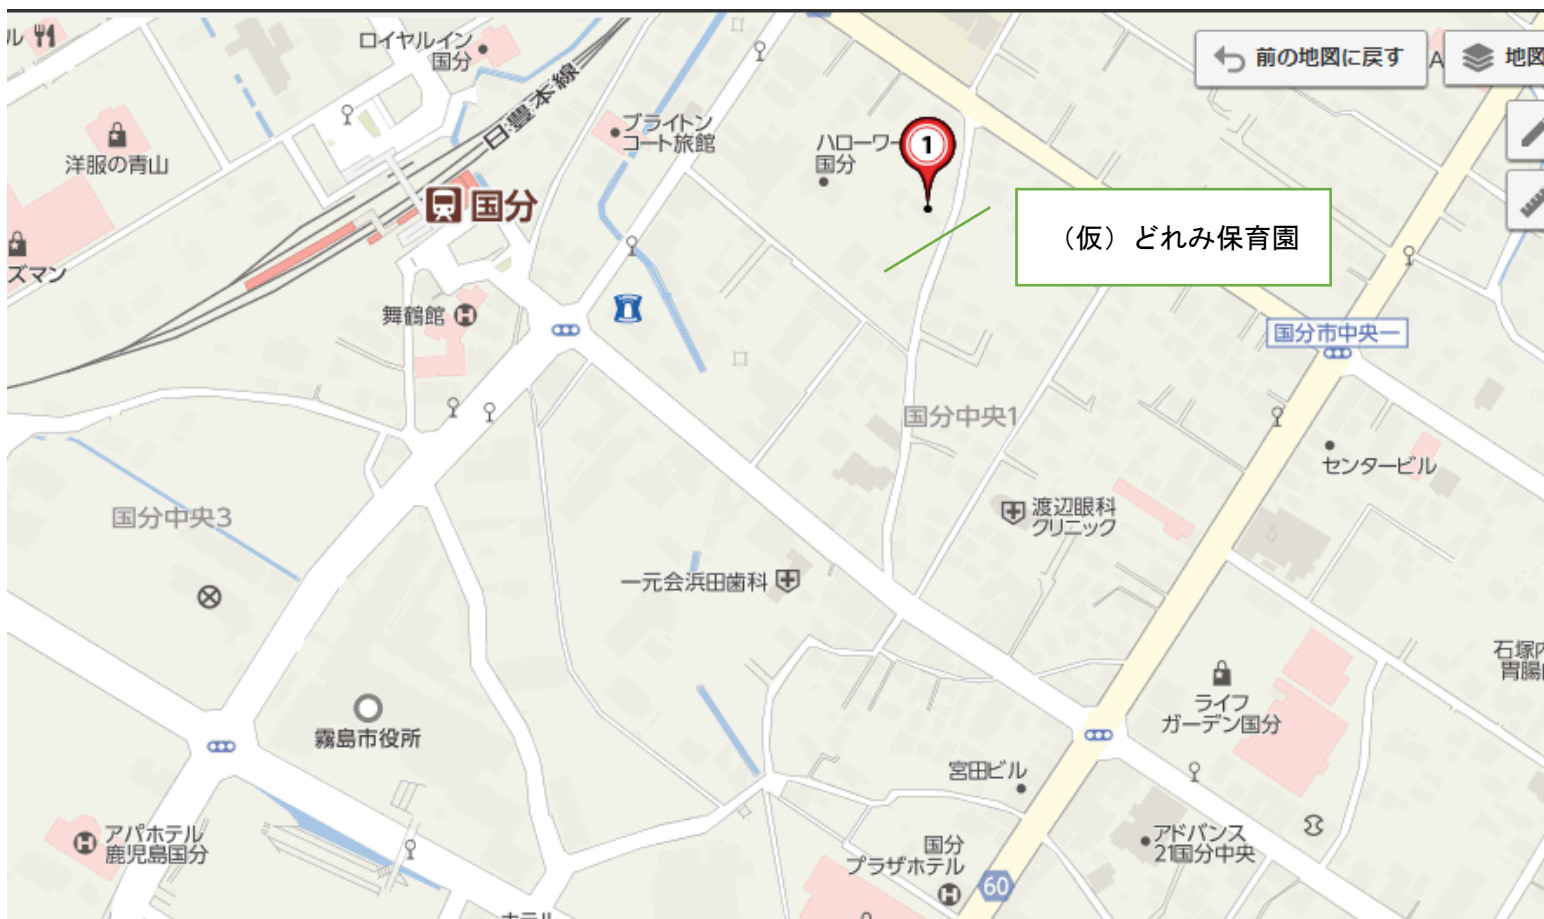 ル
ロイヤルイン
国分
前の地図に戻す
A
地図
日豊本線
ブライトン
コート旅館
ハローワー
国分
1
洋服の青山
国分
（仮）どれみ保育園
ズマン
舞鶴館
H
国分市中央一
国分中央1
センタービル
渡辺眼科
クリニック
国分中央3
一元会浜田歯科
石塚内
胃腸
ライフ
ガーデン国分
霧島市役所
宮田ビル
アパホテル
鹿児島国分
H
アドバンス
21国分中央
国分
プラザホテル
H
60
ホテル